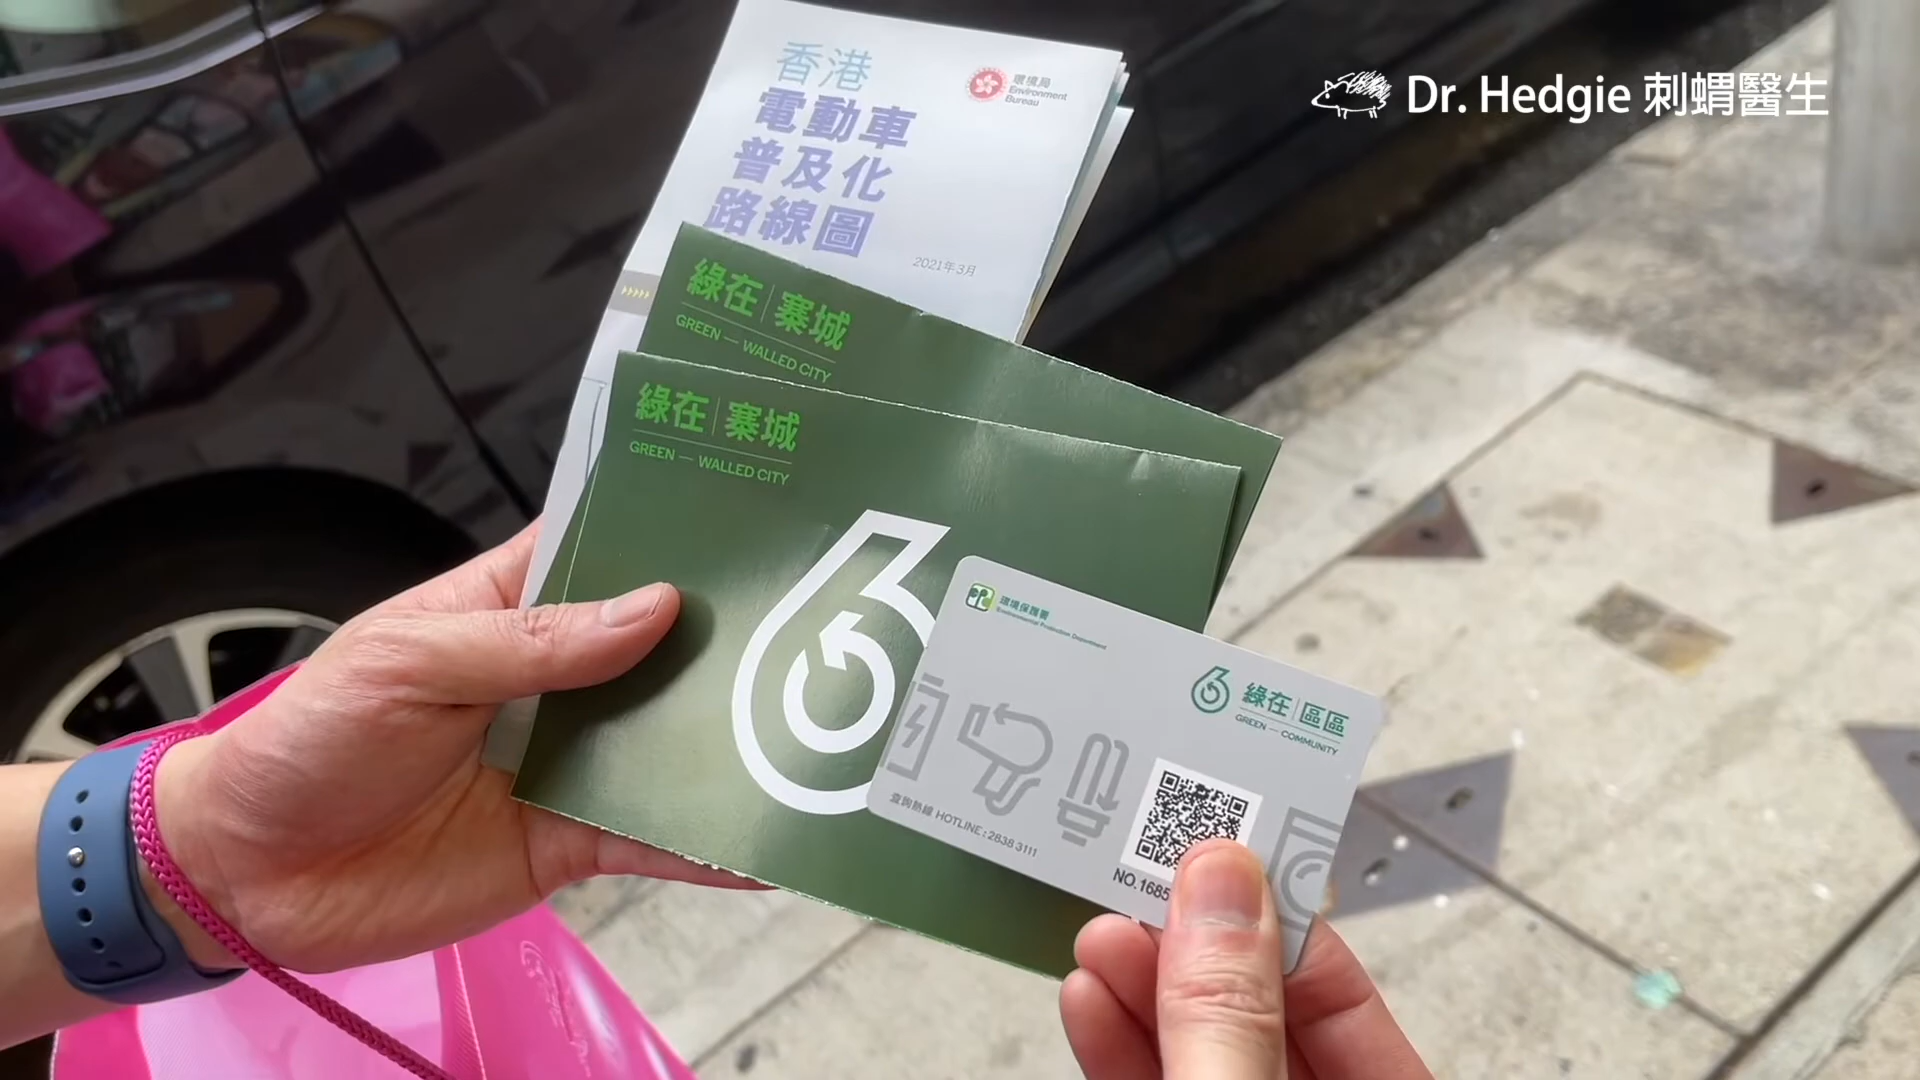 Dr. Hedgie 刺蝟醫生
香港
電動車
普及化
路線圖
環境局
Environment
Bureau
2021年3月
綠在 | 寨城
GREEN — WALLED CITY
綠在 | 寨城
GREEN — WALLED CITY
環境保護署
Environmental Protection Department
綠在 | 區區
GREEN — COMMUNITY
查詢熱線 HOTLINE : 2838 3111
NO.1685